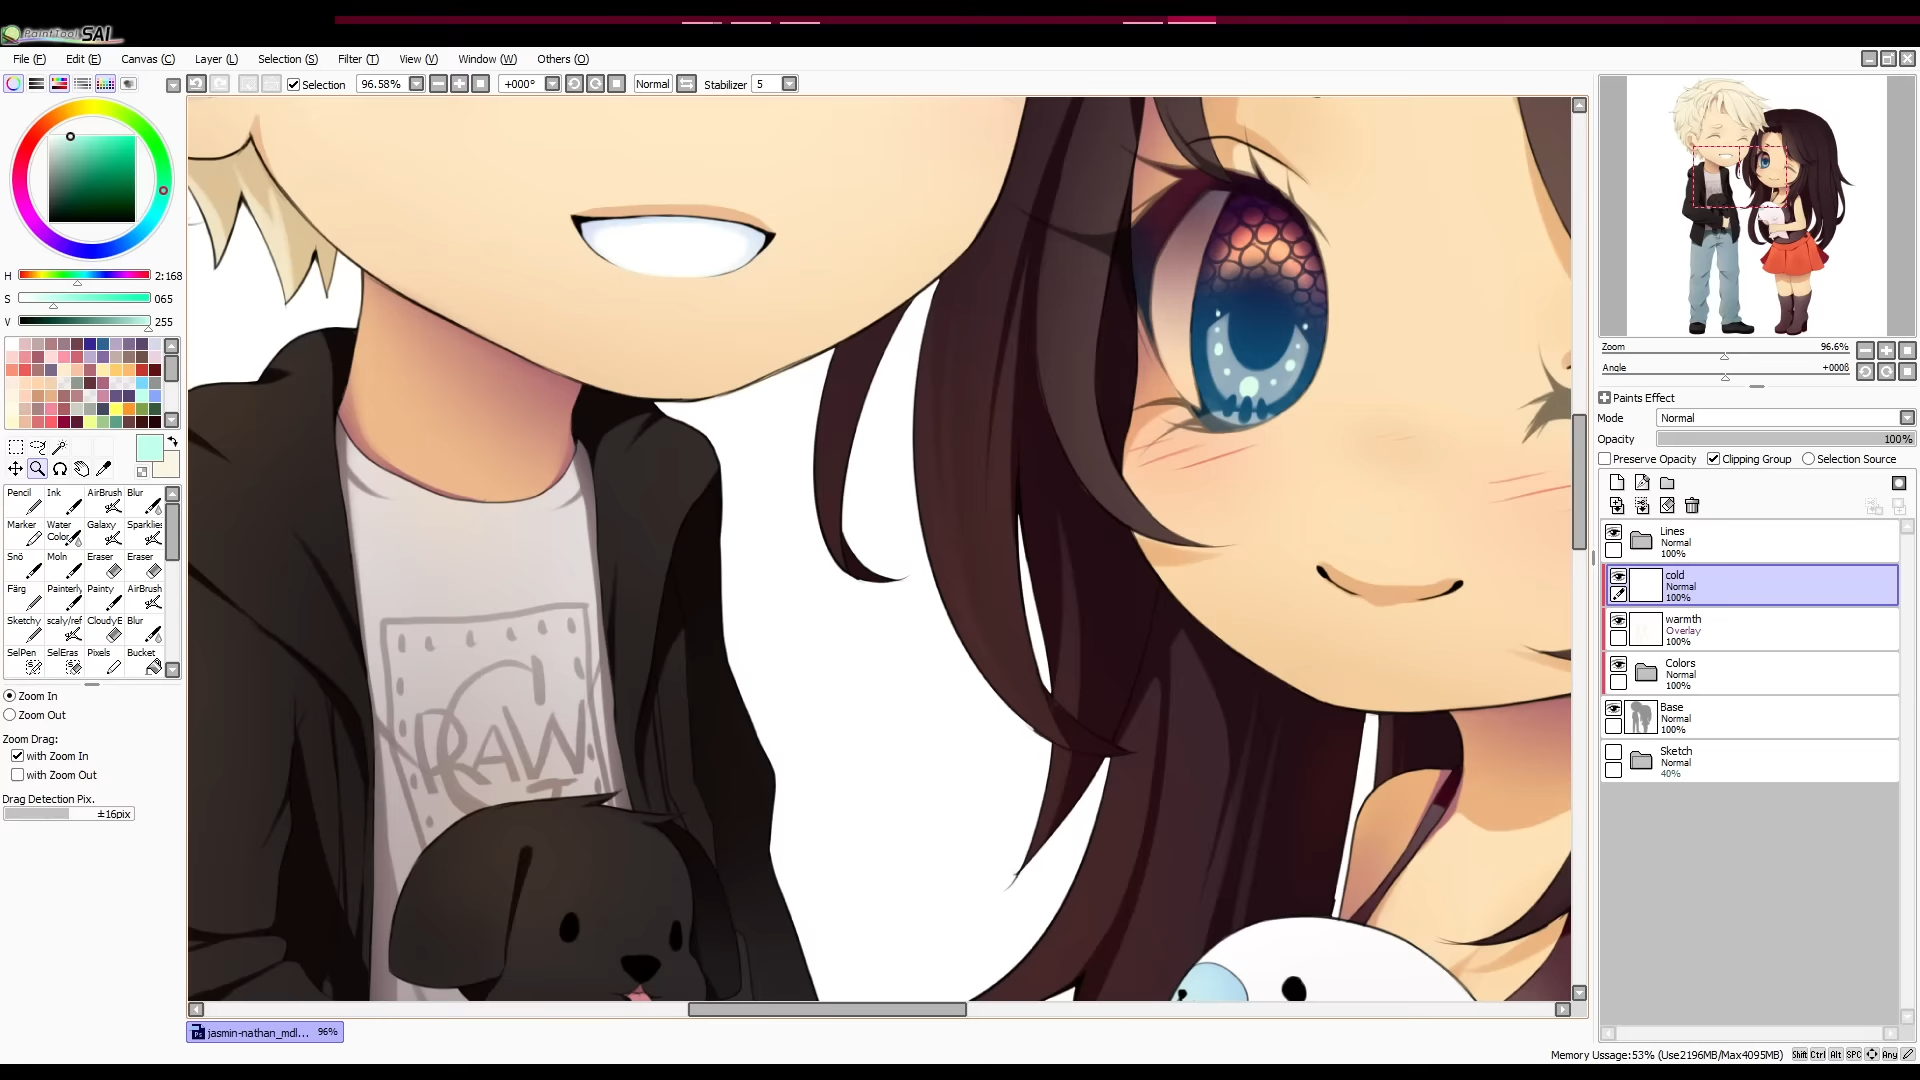 PaintTool SAI
File (F) Edit (E) Canvas (C) Layer (L) Selection (S) Filter (T) View (V) Window (W) Others (O)
Selection 96.58% +000° Normal Stabilizer 5
H 2:168
S 065
V 255
Pencil Ink AirBrush Blur
Marker Water Color Galaxy Sparklies
Snö Moln Eraser Eraser
Färg Painterly Painty AirBrush
Sketchy scaly/ref CloudyE Blur
SelPen SelEras Pixels Bucket
Zoom In
Zoom Out
Zoom Drag:
with Zoom In
with Zoom Out
Drag Detection Pix.
±16pix
DRAW
jasmin-nathan_mdl... 96%
Zoom 96.6%
Angle +000ß
Paints Effect
Mode Normal
Opacity 100%
Preserve Opacity Clipping Group Selection Source
Lines
Normal
100%
cold
Normal
100%
warmth
Overlay
100%
Colors
Normal
100%
Base
Normal
100%
Sketch
Normal
40%
Memory Ussage:53% (Use2196MB/Max4095MB) Shift Ctrl Alt SPC Any